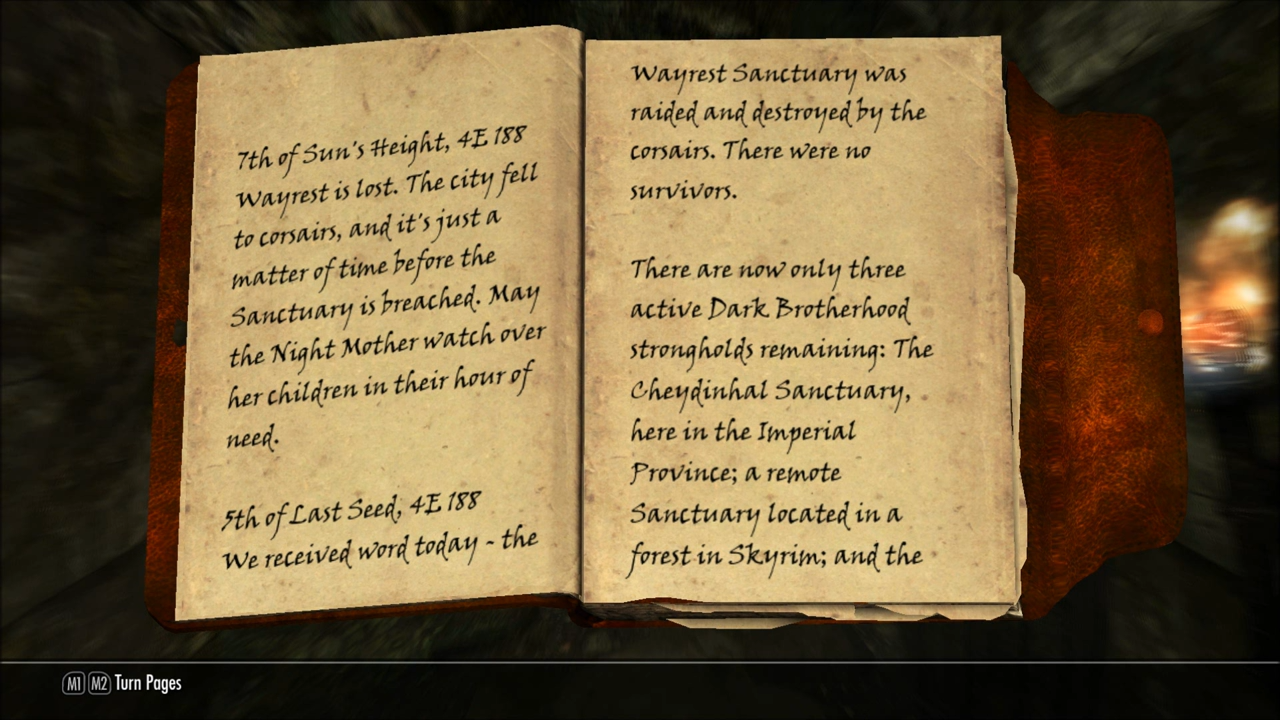 7th of Sun's Height, 4E 188
Wayrest is lost. The city fell
to corsairs, and it's just a
matter of time before the
Sanctuary is breached. May
the Night Mother watch over
her children in their hour of
need.
5th of Last Seed, 4E 188
We received word today - the
Wayrest Sanctuary was
raided and destroyed by the
corsairs. There were no
survivors.
There are now only three
active Dark Brotherhood
strongholds remaining: The
Cheydinhal Sanctuary,
here in the Imperial
Province; a remote
Sanctuary located in a
forest in Skyrim; and the
M1 M2 Turn Pages